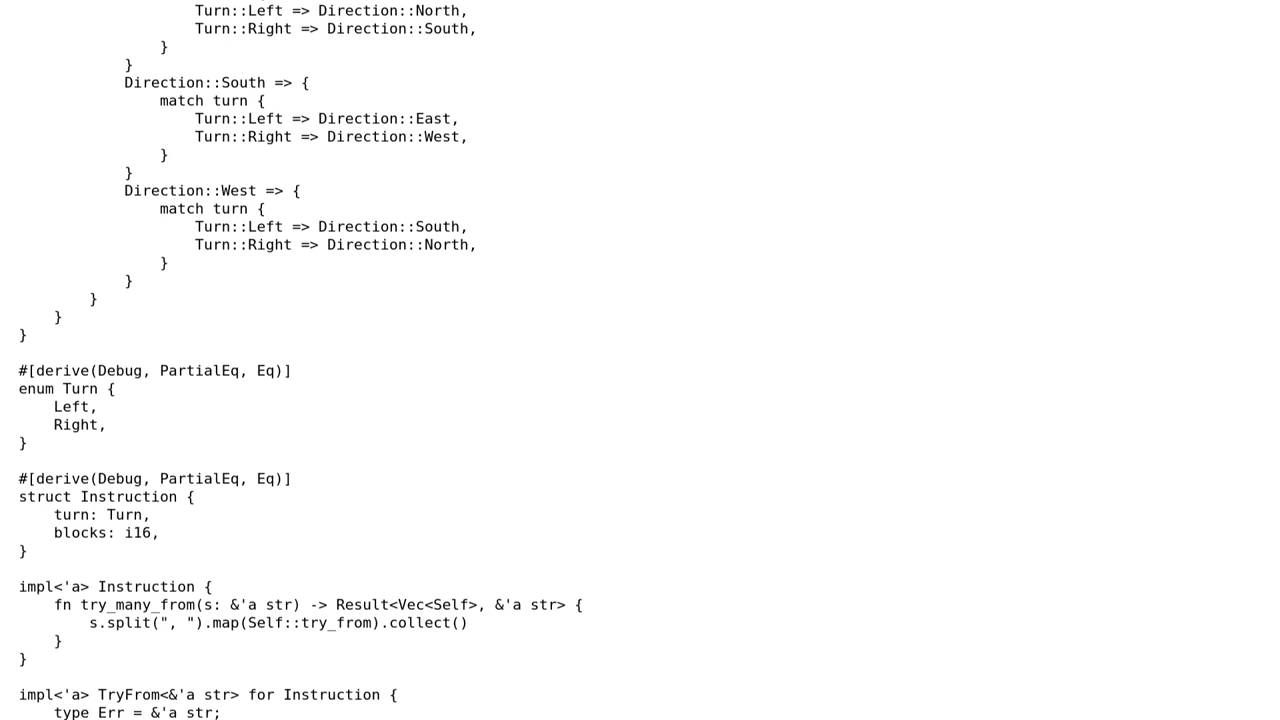 Turn::Left => Direction::North,
                    Turn::Right => Direction::South,
                }
            }
            Direction::South => {
                match turn {
                    Turn::Left => Direction::East,
                    Turn::Right => Direction::West,
                }
            }
            Direction::West => {
                match turn {
                    Turn::Left => Direction::South,
                    Turn::Right => Direction::North,
                }
            }
        }
    }
}

#[derive(Debug, PartialEq, Eq)]
enum Turn {
    Left,
    Right,
}

#[derive(Debug, PartialEq, Eq)]
struct Instruction {
    turn: Turn,
    blocks: i16,
}

impl<'a> Instruction {
    fn try_many_from(s: &'a str) -> Result<Vec<Self>, &'a str> {
        s.split(", ").map(Self::try_from).collect()
    }
}

impl<'a> TryFrom<&'a str> for Instruction {
    type Err = &'a str;